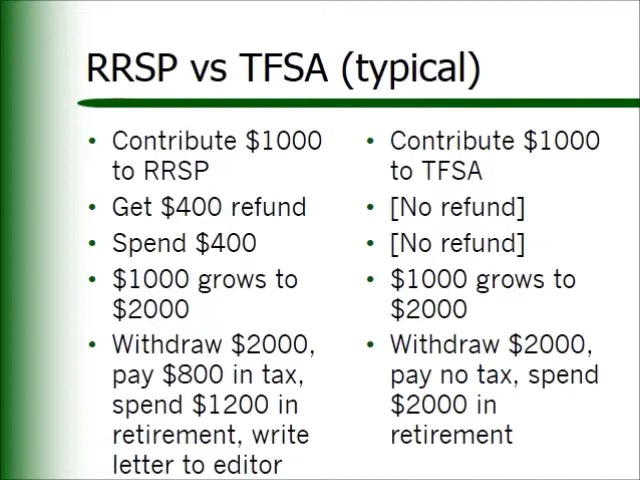 RRSP vs TFSA (typical)
• Contribute $1000
to RRSP
• Get $400 refund
• Spend $400
• $1000 grows to
$2000
• Withdraw $2000,
pay $800 in tax,
spend $1200 in
retirement, write
letter to editor
• Contribute $1000
to TFSA
• [No refund]
• [No refund]
• $1000 grows to
$2000
• Withdraw $2000,
pay no tax, spend
$2000 in
retirement